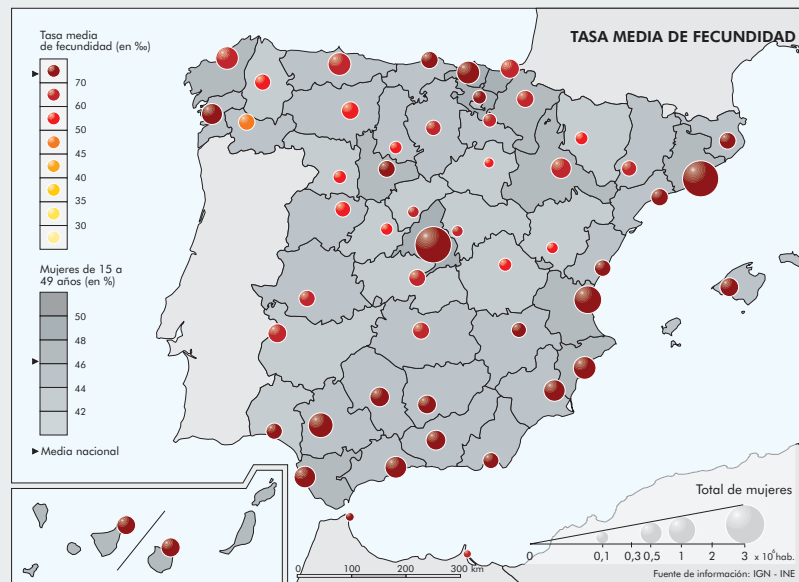 TASA MEDIA DE FECUNDIDAD
Tasa media
de fecundidad (en ‰)
70
60
55
50
45
40
35
30
Mujeres de 15 a
49 años (en %)
50
48
46
44
42
Media nacional
0 100 200 300 km
Total de mujeres
0 0,1 0,3 0,5 1 2 3 x 10⁶ hab.
Fuente de información: IGN - INE